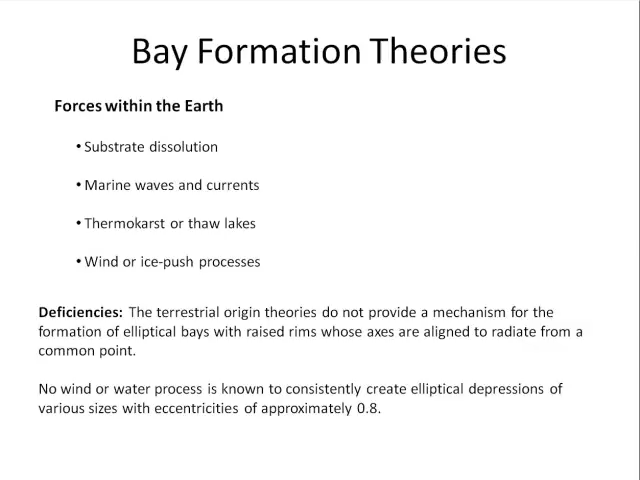 Bay Formation Theories
Forces within the Earth
• Substrate dissolution
• Marine waves and currents
• Thermokarst or thaw lakes
• Wind or ice-push processes
Deficiencies: The terrestrial origin theories do not provide a mechanism for the
formation of elliptical bays with raised rims whose axes are aligned to radiate from a
common point.
No wind or water process is known to consistently create elliptical depressions of
various sizes with eccentricities of approximately 0.8.